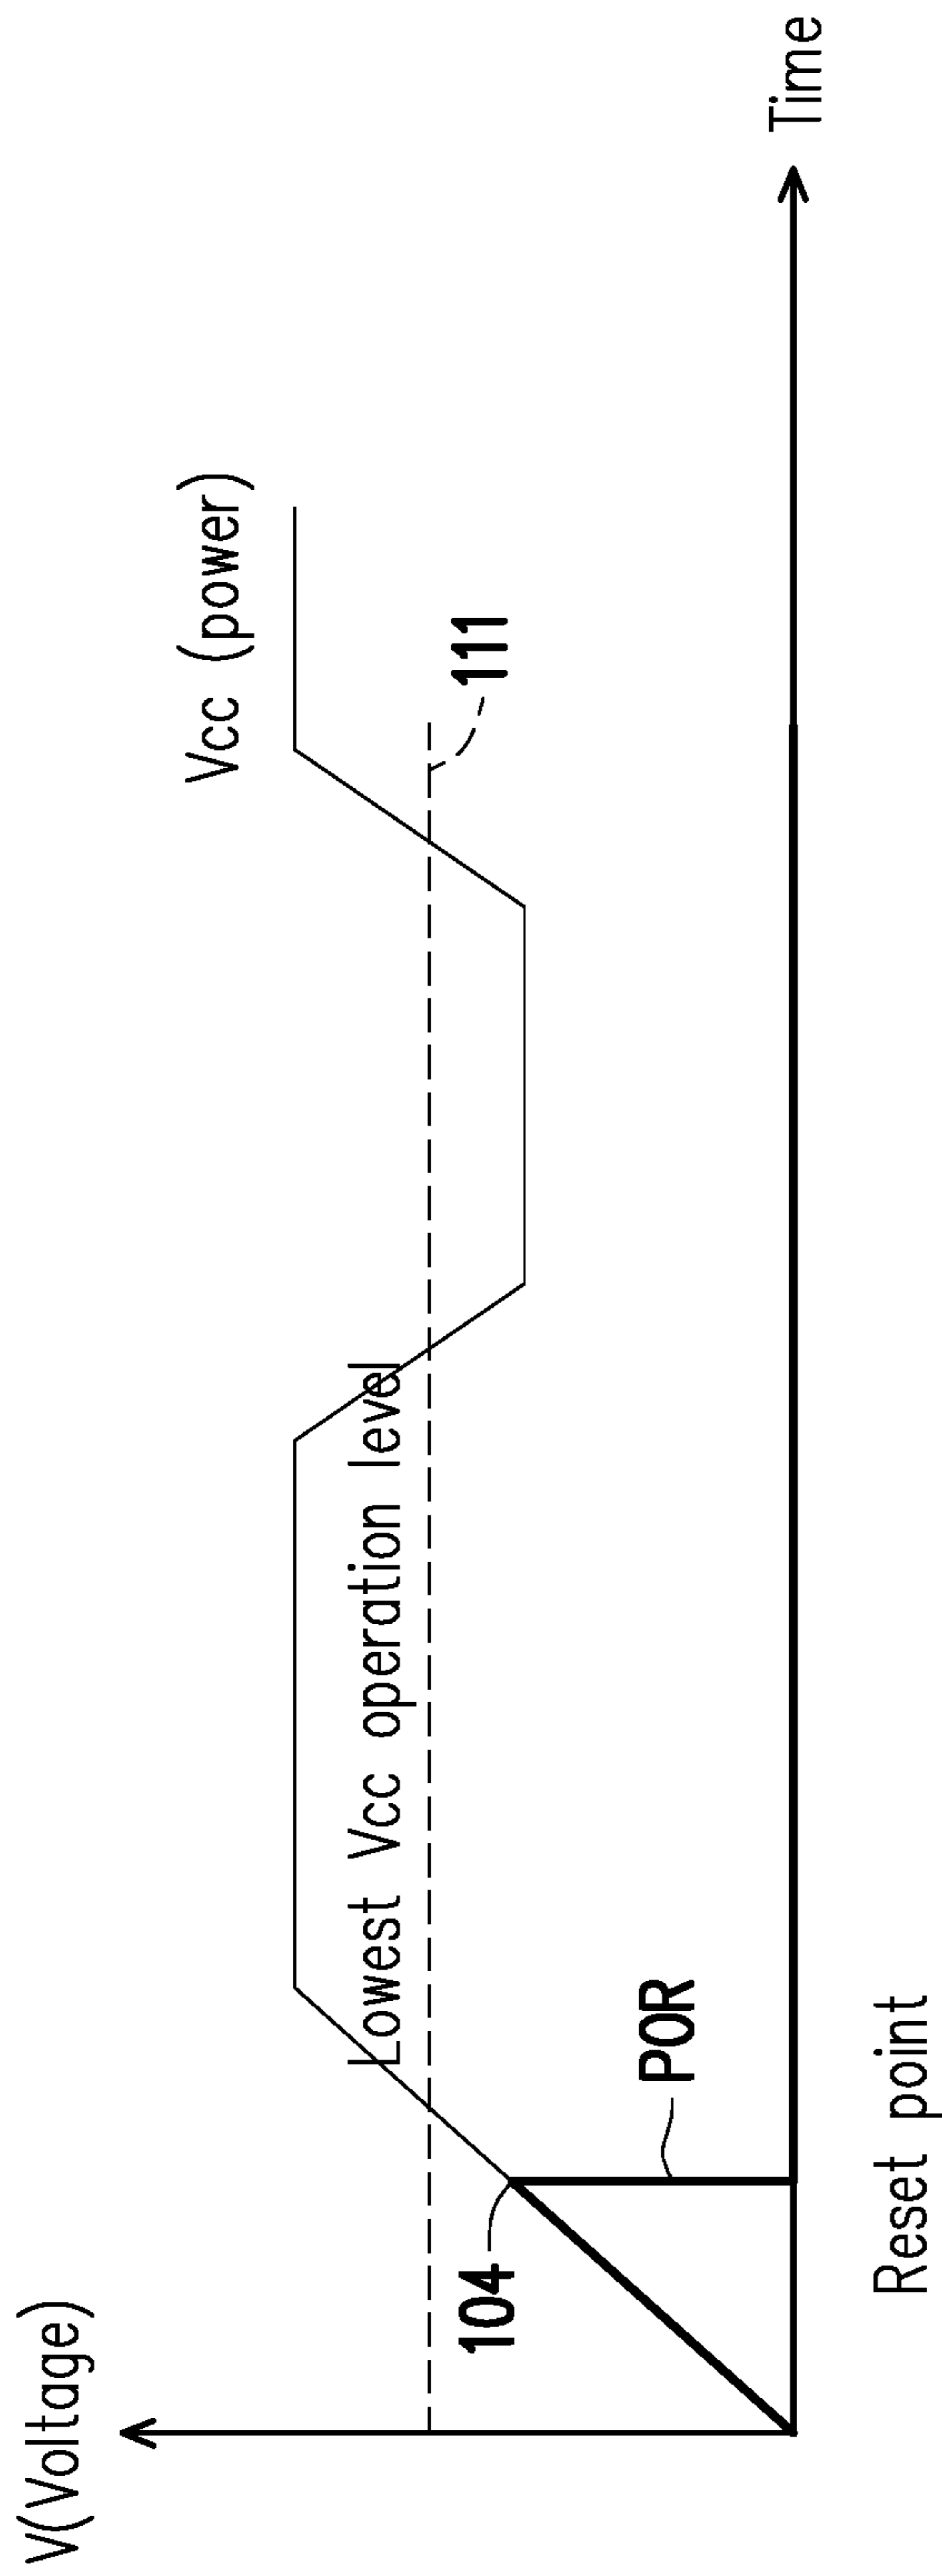 V(Voltage)
Vcc (power)
Lowest Vcc operation level
111
104
POR
Time
Reset point